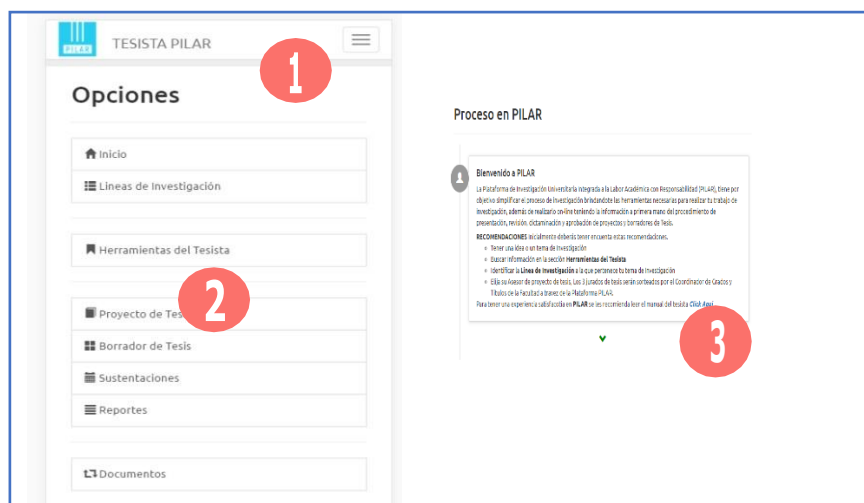 PILAR
TESISTA PILAR
1
Opciones
Inicio
Lineas de Investigación
Herramientas del Tesista
2
Proyecto de Tes
Borrador de Tesis
Sustentaciones
Reportes
Documentos
Proceso en PILAR
Bienvenido a PILAR
La Plataforma de Investigación Universitaria Integrada a la Labor Académica con Responsabilidad (PILAR), tiene por
objetivo simplificar el proceso de investigación brindandote las herramientas necesarias para realizar tu trabajo de
investigación, además de realizarlo on-line teniendo la información a primera mano del procedimiento de
presentación, revisión, dictaminación y aprobación de proyectos y borradores de Tesis.
RECOMENDACIONES Inicialmente deberás tener encuenta estas recomendaciones.
Tener una idea o un tema de Investigación
Buscar información en la sección Herramientas del Tesista
Identificar la Línea de Investigación a la que pertenece tu tema de Investigación
Elija su Asesor de proyecto de tesis. Los 3 Jurados de tesis serán sorteados por el Coordinador de Grados y
Títulos de la Facultad a travez de la Plataforma PILAR.
Para tener una experiencia satisfactoria en PILAR se les recomienda leer el manual del tesista Click Aquí
3